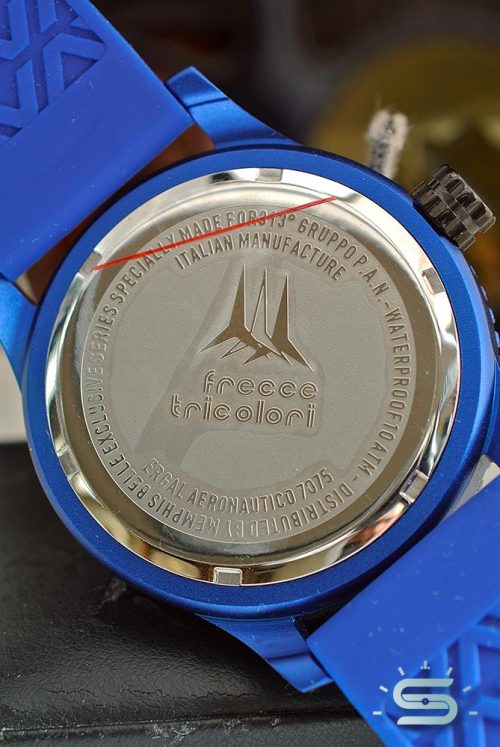 EXCLUSIVE SERIES SPECIALLY MADE FOR 313° GRUPPO P.A.N. - WATERPROOF 10 ATM - DISTRIBUTED BY MEMPHIS BELLE
ITALIAN MANUFACTURE
frecce
tricolori
ERGAL AERONAUTICO 7075
S